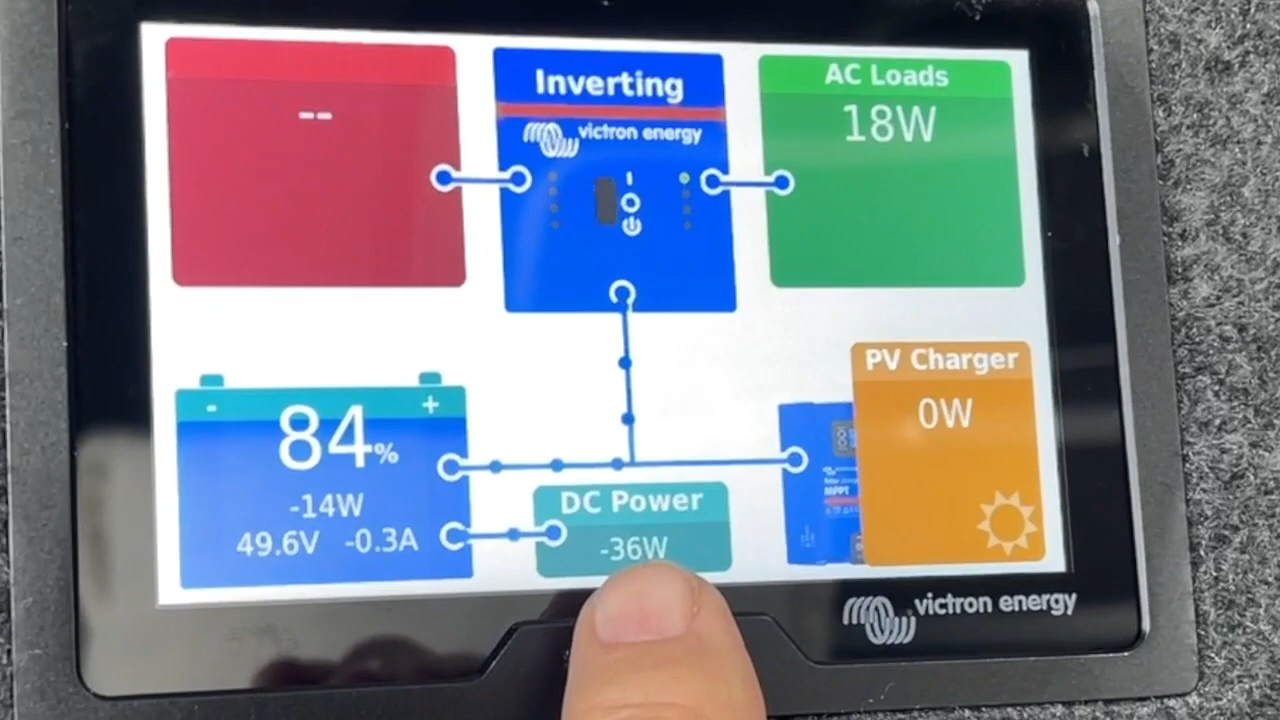 --
Inverting
victron energy
AC Loads
18W
- +
84%
-14W
49.6V -0.3A
DC Power
-36W
MPPT
PV Charger
0W
victron energy